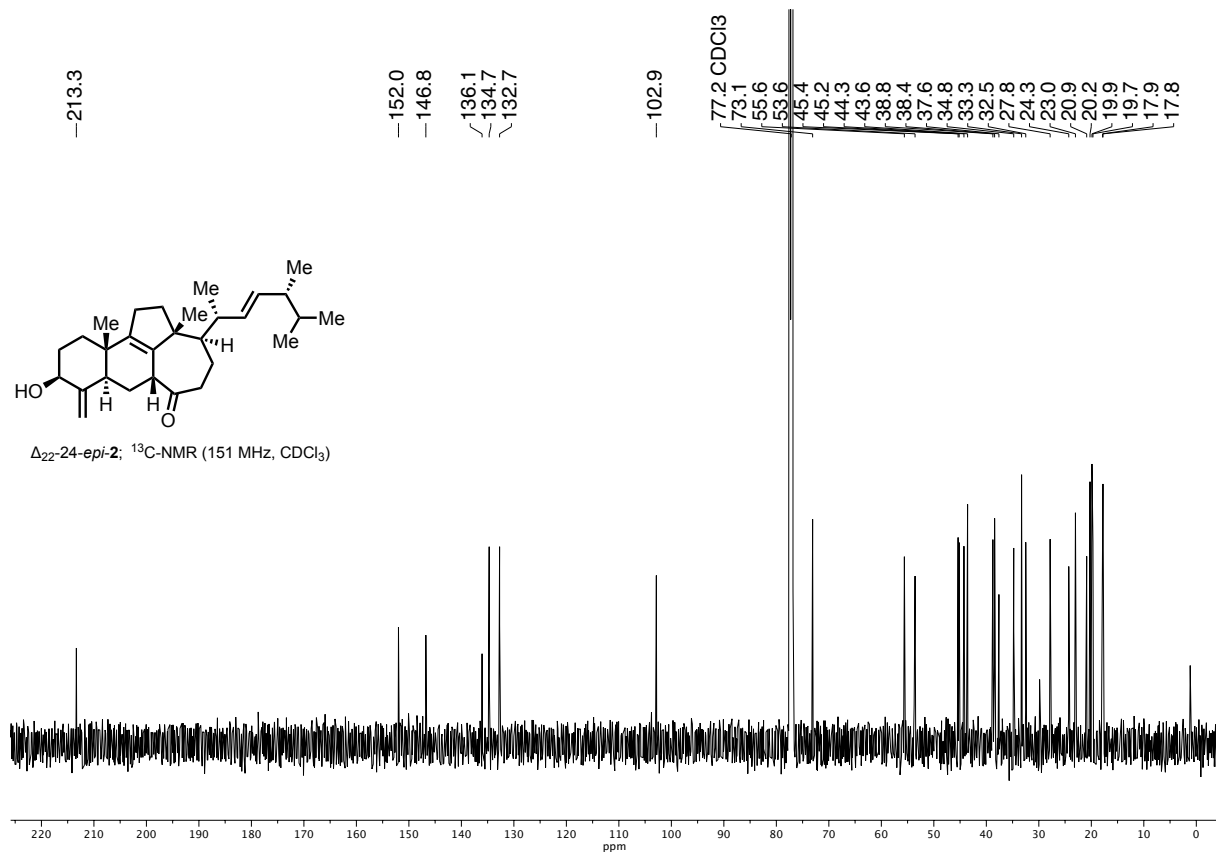 213.3
152.0
146.8
136.1
134.7
132.7
102.9
77.2 CDCl3
73.1
55.6
53.6
45.4
45.2
44.3
43.6
38.8
38.4
37.6
34.8
33.3
32.5
27.8
24.3
23.0
20.9
20.2
19.9
19.7
17.9
17.8
Me
Me
Me
Me
Me
Me
H
HO
H
H
O
Δ22-24-epi-2; 13C-NMR (151 MHz, CDCl3)
220 210 200 190 180 170 160 150 140 130 120 110 100 90 80 70 60 50 40 30 20 10 0
ppm